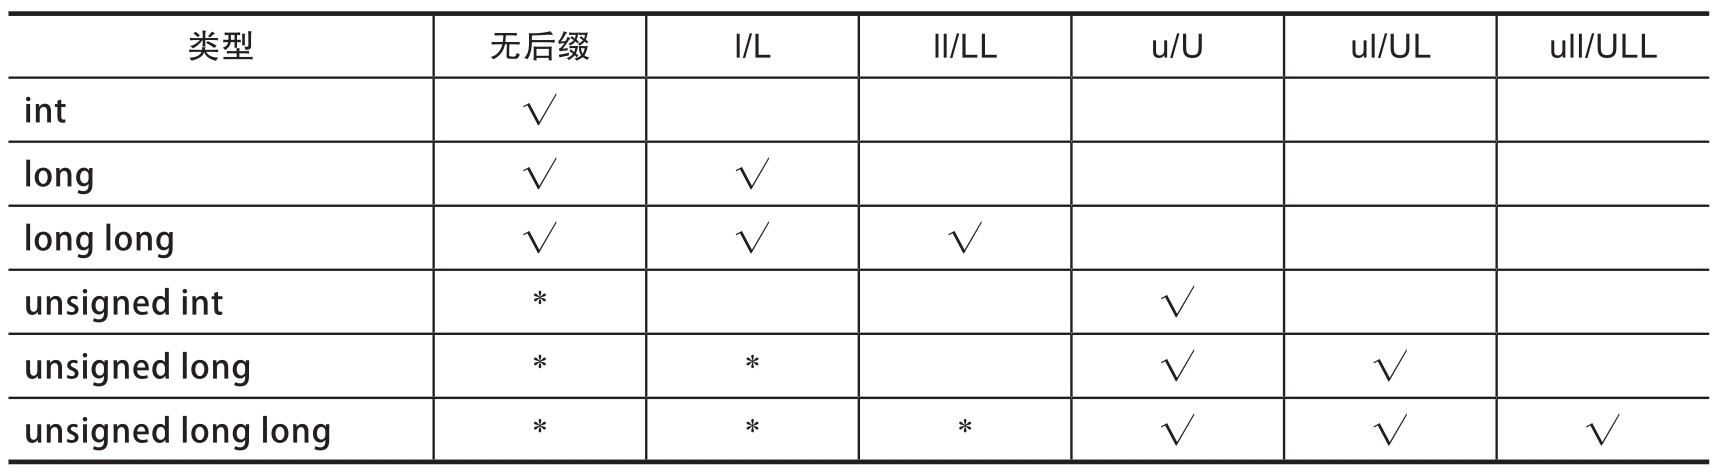 类型 无后缀 l/L ll/LL u/U ul/UL ull/ULL
int √
long √ √
long long √ √ √
unsigned int * √
unsigned long * * √ √
unsigned long long * * * √ √ √